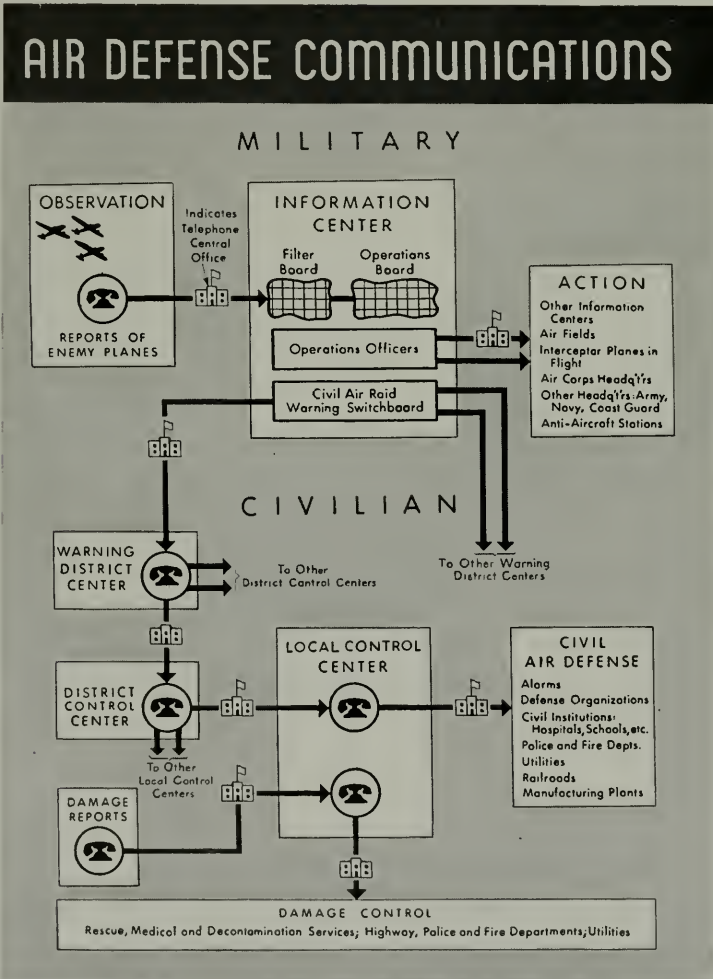 AIR DEFENSE COMMUNICATIONS
MILITARY
OBSERVATION
REPORTS OF
ENEMY PLANES
Indicates
Telephone
Central
Office
INFORMATION
CENTER
Filter
Board
Operations
Board
Operations Officers
Civil Air Raid
Warning Switchboard
ACTION
Other Information
Centers
Air Fields
Interceptor Planes in
Flight
Air Corps Headq't'rs
Other Headq't'rs: Army,
Navy, Coast Guard
Anti-Aircraft Stations
CIVILIAN
WARNING
DISTRICT
CENTER
To Other
District Control Centers
To Other Warning
District Centers
DISTRICT
CONTROL
CENTER
To Other
Local Control
Centers
LOCAL CONTROL
CENTER
CIVIL
AIR DEFENSE
Alarms
Defense Organizations
Civil Institutions:
Hospitals, Schools, etc.
Police and Fire Depts.
Utilities
Railroads
Manufacturing Plants
DAMAGE
REPORTS
DAMAGE CONTROL
Rescue, Medical and Decontamination Services; Highway, Police and Fire Departments; Utilities